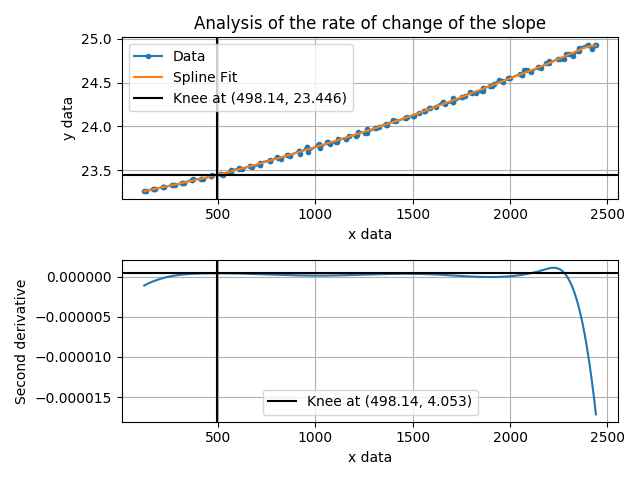 Analysis of the rate of change of the slope
25.0
24.5
24.0
23.5
y data
Data
Spline Fit
Knee at (498.14, 23.446)
500 1000 1500 2000 2500
x data
0.000000
−0.000005
−0.000010
−0.000015
Second derivative
Knee at (498.14, 4.053)
500 1000 1500 2000 2500
x data